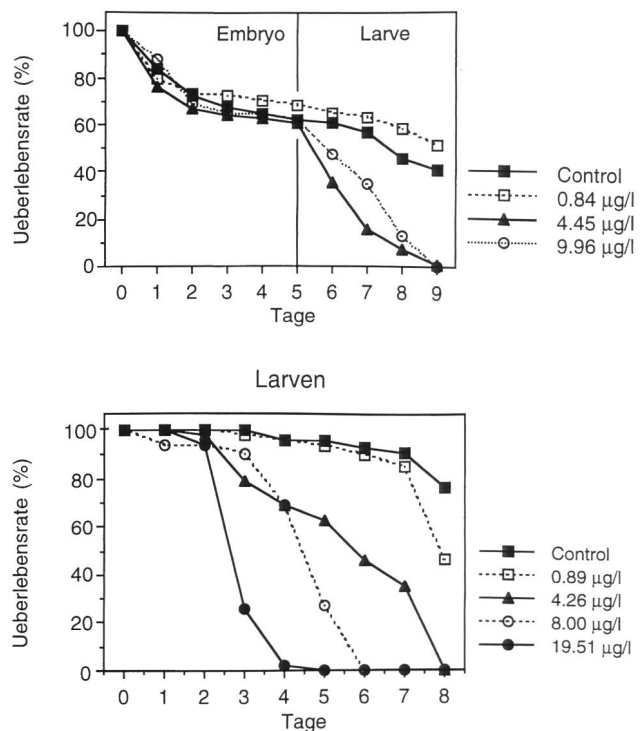 Embryo
Larve
Ueberlebensrate (%)
100
80
60
40
20
0
0 1 2 3 4 5 6 7 8 9
Tage
Control
0.84 µg/l
4.45 µg/l
9.96 µg/l
Larven
Ueberlebensrate (%)
100
80
60
40
20
0
0 1 2 3 4 5 6 7 8
Tage
Control
0.89 µg/l
4.26 µg/l
8.00 µg/l
19.51 µg/l